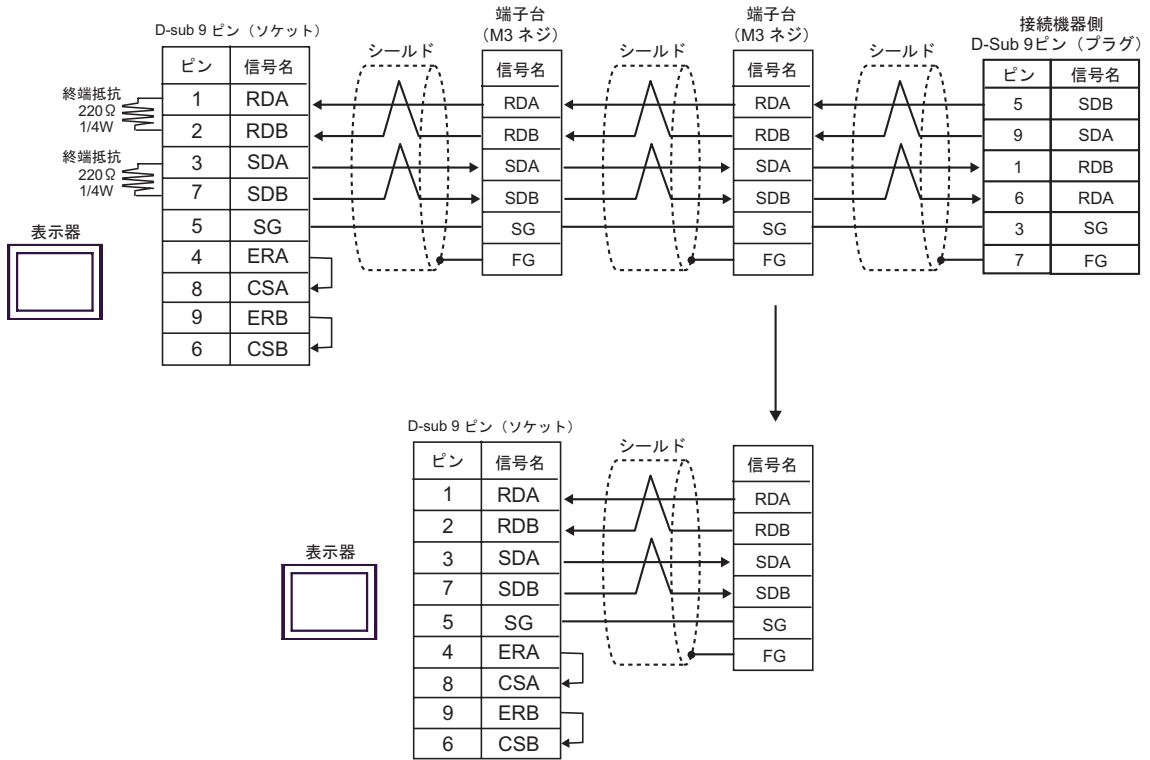 D-sub 9 ピン（ソケット）
ピン 信号名
1 RDA
2 RDB
3 SDA
7 SDB
5 SG
4 ERA
8 CSA
9 ERB
6 CSB
終端抵抗
220Ω
1/4W
終端抵抗
220Ω
1/4W
表示器
シールド
端子台
（M3 ネジ）
信号名
RDA
RDB
SDA
SDB
SG
FG
シールド
端子台
（M3 ネジ）
信号名
RDA
RDB
SDA
SDB
SG
FG
シールド
接続機器側
D-Sub 9ピン（プラグ）
ピン 信号名
5 SDB
9 SDA
1 RDB
6 RDA
3 SG
7 FG
D-sub 9 ピン（ソケット）
ピン 信号名
1 RDA
2 RDB
3 SDA
7 SDB
5 SG
4 ERA
8 CSA
9 ERB
6 CSB
表示器
シールド
信号名
RDA
RDB
SDA
SDB
SG
FG